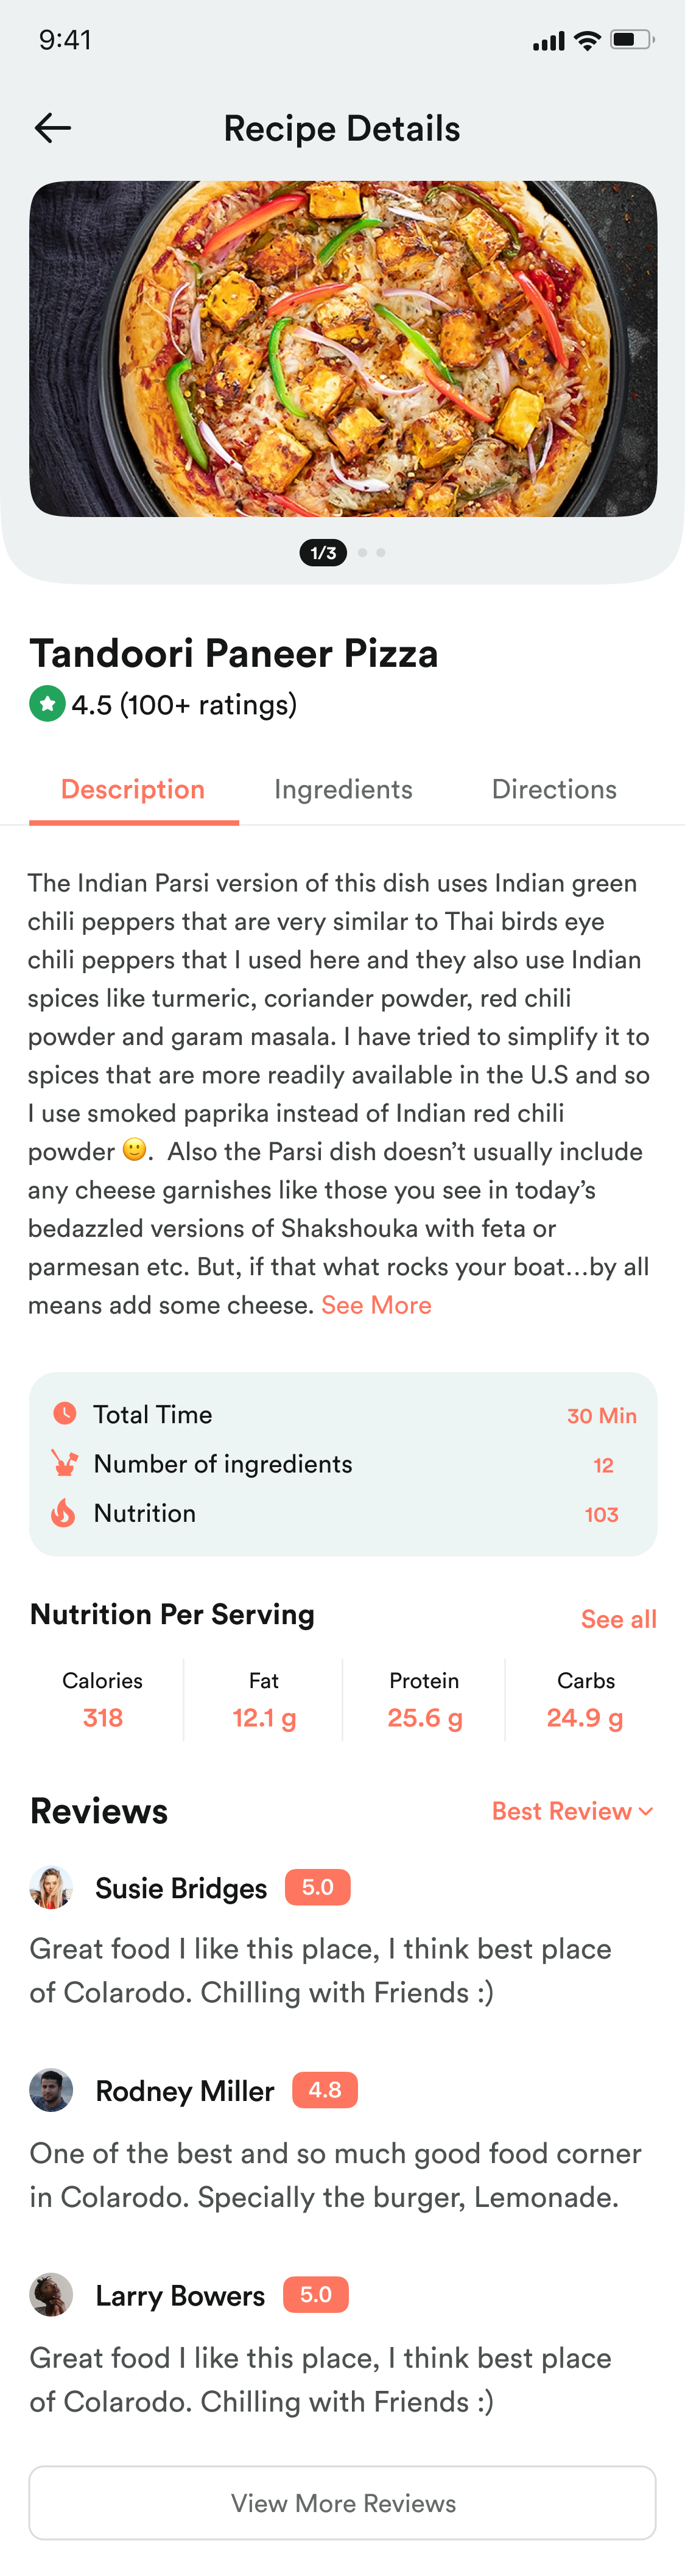 9:41
Recipe Details
1/3
Tandoori Paneer Pizza
4.5 (100+ ratings)
Description Ingredients Directions
The Indian Parsi version of this dish uses Indian green
chili peppers that are very similar to Thai birds eye
chili peppers that I used here and they also use Indian
spices like turmeric, coriander powder, red chili
powder and garam masala. I have tried to simplify it to
spices that are more readily available in the U.S and so
I use smoked paprika instead of Indian red chili
powder 🙂.  Also the Parsi dish doesn’t usually include
any cheese garnishes like those you see in today’s
bedazzled versions of Shakshouka with feta or
parmesan etc. But, if that what rocks your boat...by all
means add some cheese. See More
Total Time 30 Min
Number of ingredients 12
Nutrition 103
Nutrition Per Serving See all
Calories Fat Protein Carbs
318 12.1 g 25.6 g 24.9 g
Reviews Best Review
Susie Bridges 5.0
Great food I like this place, I think best place
of Colarodo. Chilling with Friends :)
Rodney Miller 4.8
One of the best and so much good food corner
in Colarodo. Specially the burger, Lemonade.
Larry Bowers 5.0
Great food I like this place, I think best place
of Colarodo. Chilling with Friends :)
View More Reviews